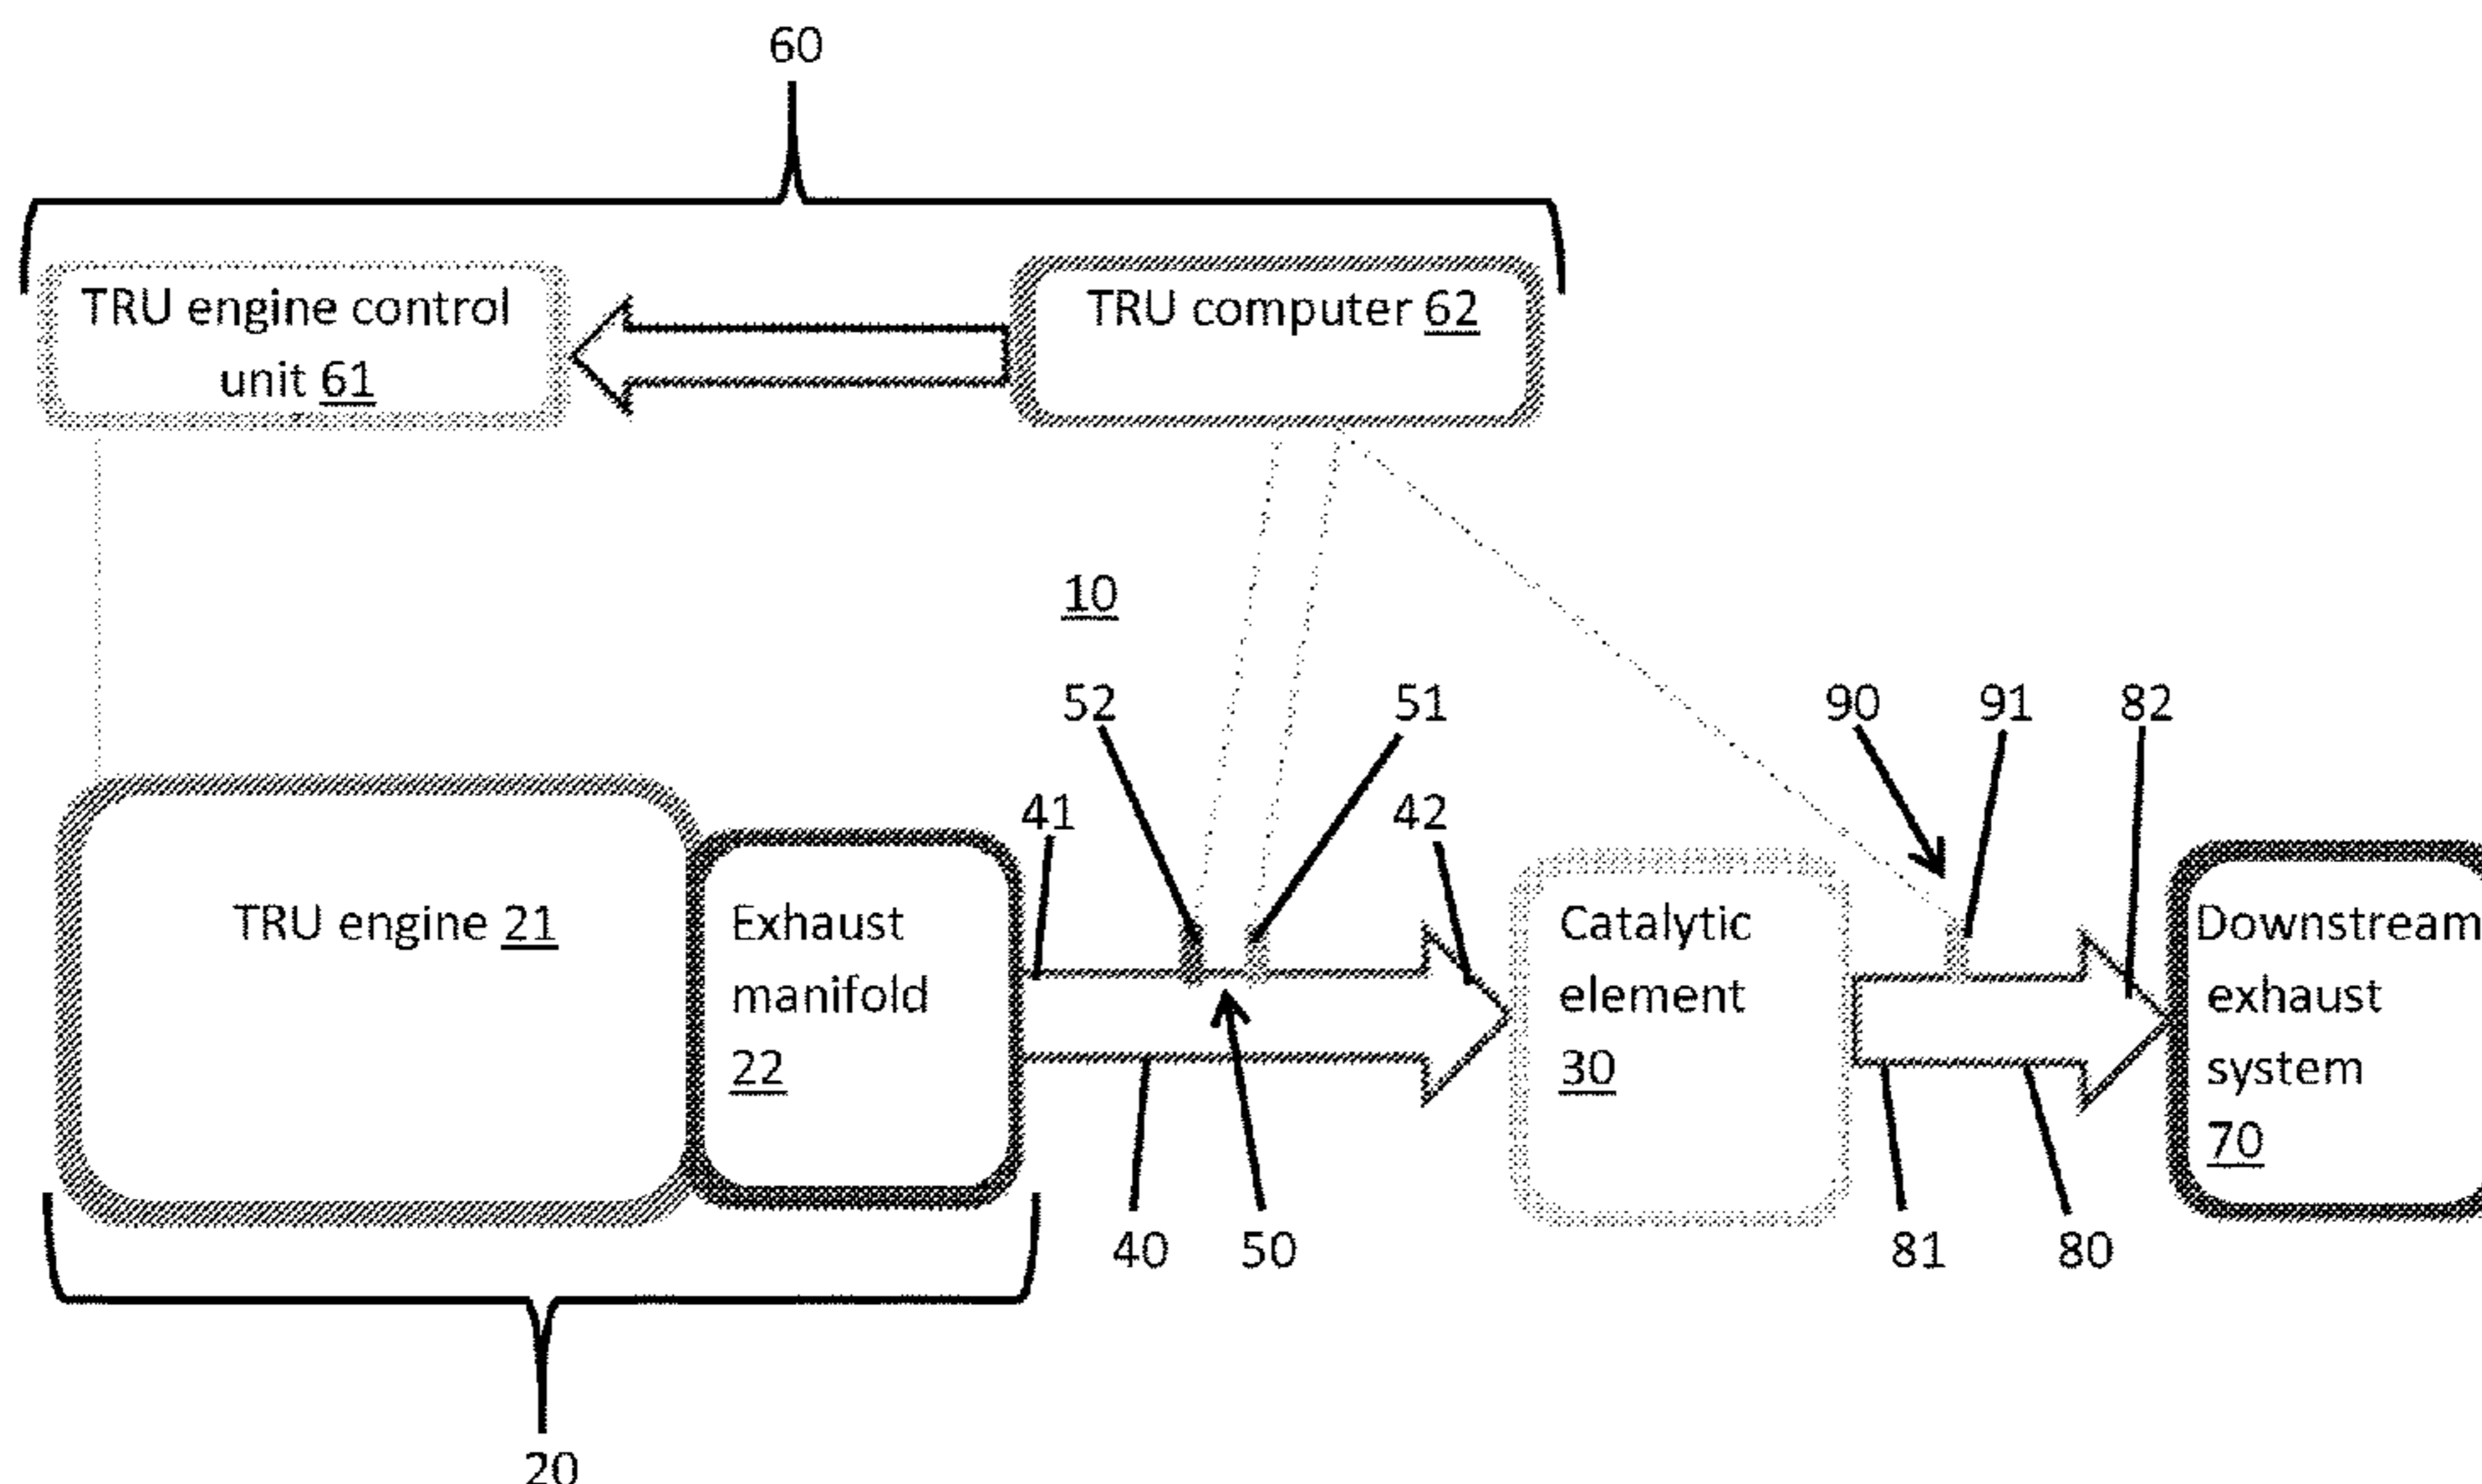 60
TRU engine control
unit 61
TRU computer 62
10
52
51
90
91
82
41
42
TRU engine 21
Exhaust
manifold
22
Catalytic
element
30
Downstream
exhaust
system
70
40
50
81
80
20